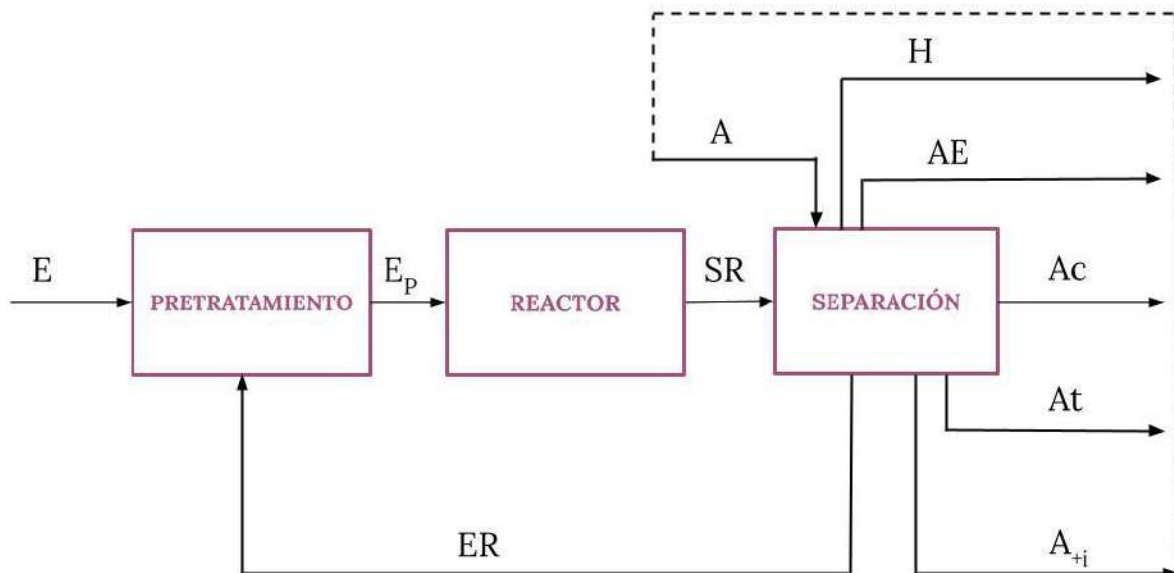 H
A
AE
E
PRETRATAMIENTO
E_P
REACTOR
SR
SEPARACIÓN
Ac
At
ER
A_{+i}